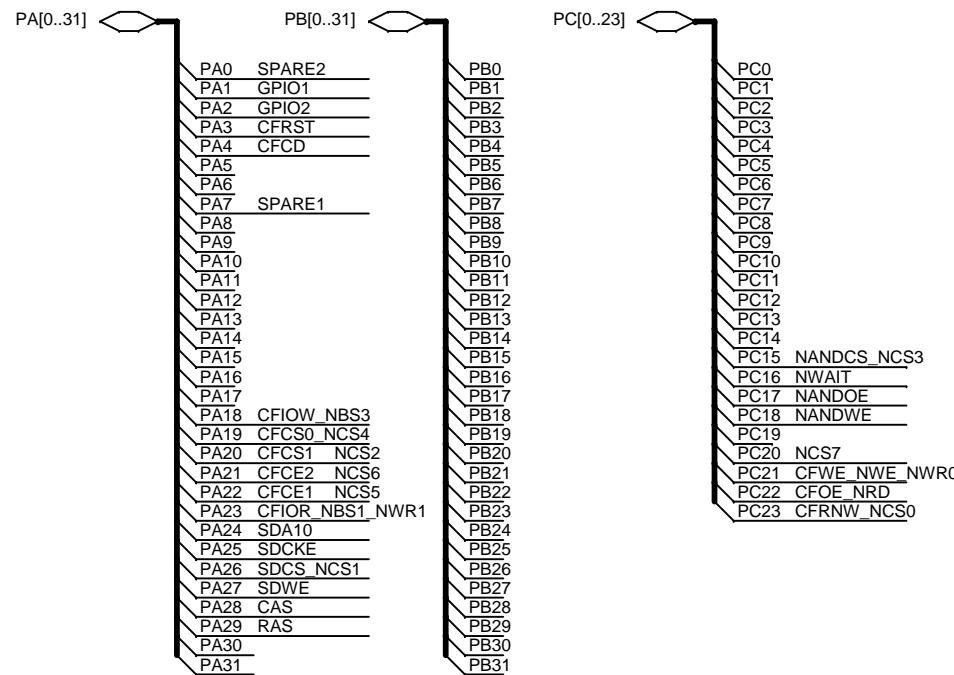 PA[0..31]
PA0 SPARE2
PA1 GPIO1
PA2 GPIO2
PA3 CFRST
PA4 CFCD
PA5
PA6
PA7 SPARE1
PA8
PA9
PA10
PA11
PA12
PA13
PA14
PA15
PA16
PA17
PA18 CFIOW_NBS3
PA19 CFCS0_NCS4
PA20 CFCS1 NCS2
PA21 CFCE2 NCS6
PA22 CFCE1 NCS5
PA23 CFIOR_NBS1_NWR1
PA24 SDA10
PA25 SDCKE
PA26 SDCS_NCS1
PA27 SDWE
PA28 CAS
PA29 RAS
PA30
PA31
PB[0..31]
PB0
PB1
PB2
PB3
PB4
PB5
PB6
PB7
PB8
PB9
PB10
PB11
PB12
PB13
PB14
PB15
PB16
PB17
PB18
PB19
PB20
PB21
PB22
PB23
PB24
PB25
PB26
PB27
PB28
PB29
PB30
PB31
PC[0..23]
PC0
PC1
PC2
PC3
PC4
PC5
PC6
PC7
PC8
PC9
PC10
PC11
PC12
PC13
PC14
PC15 NANDCS_NCS3
PC16 NWAIT
PC17 NANDOE
PC18 NANDWE
PC19
PC20 NCS7
PC21 CFWE_NWE_NWR0
PC22 CFOE_NRD
PC23 CFRNW_NCS0